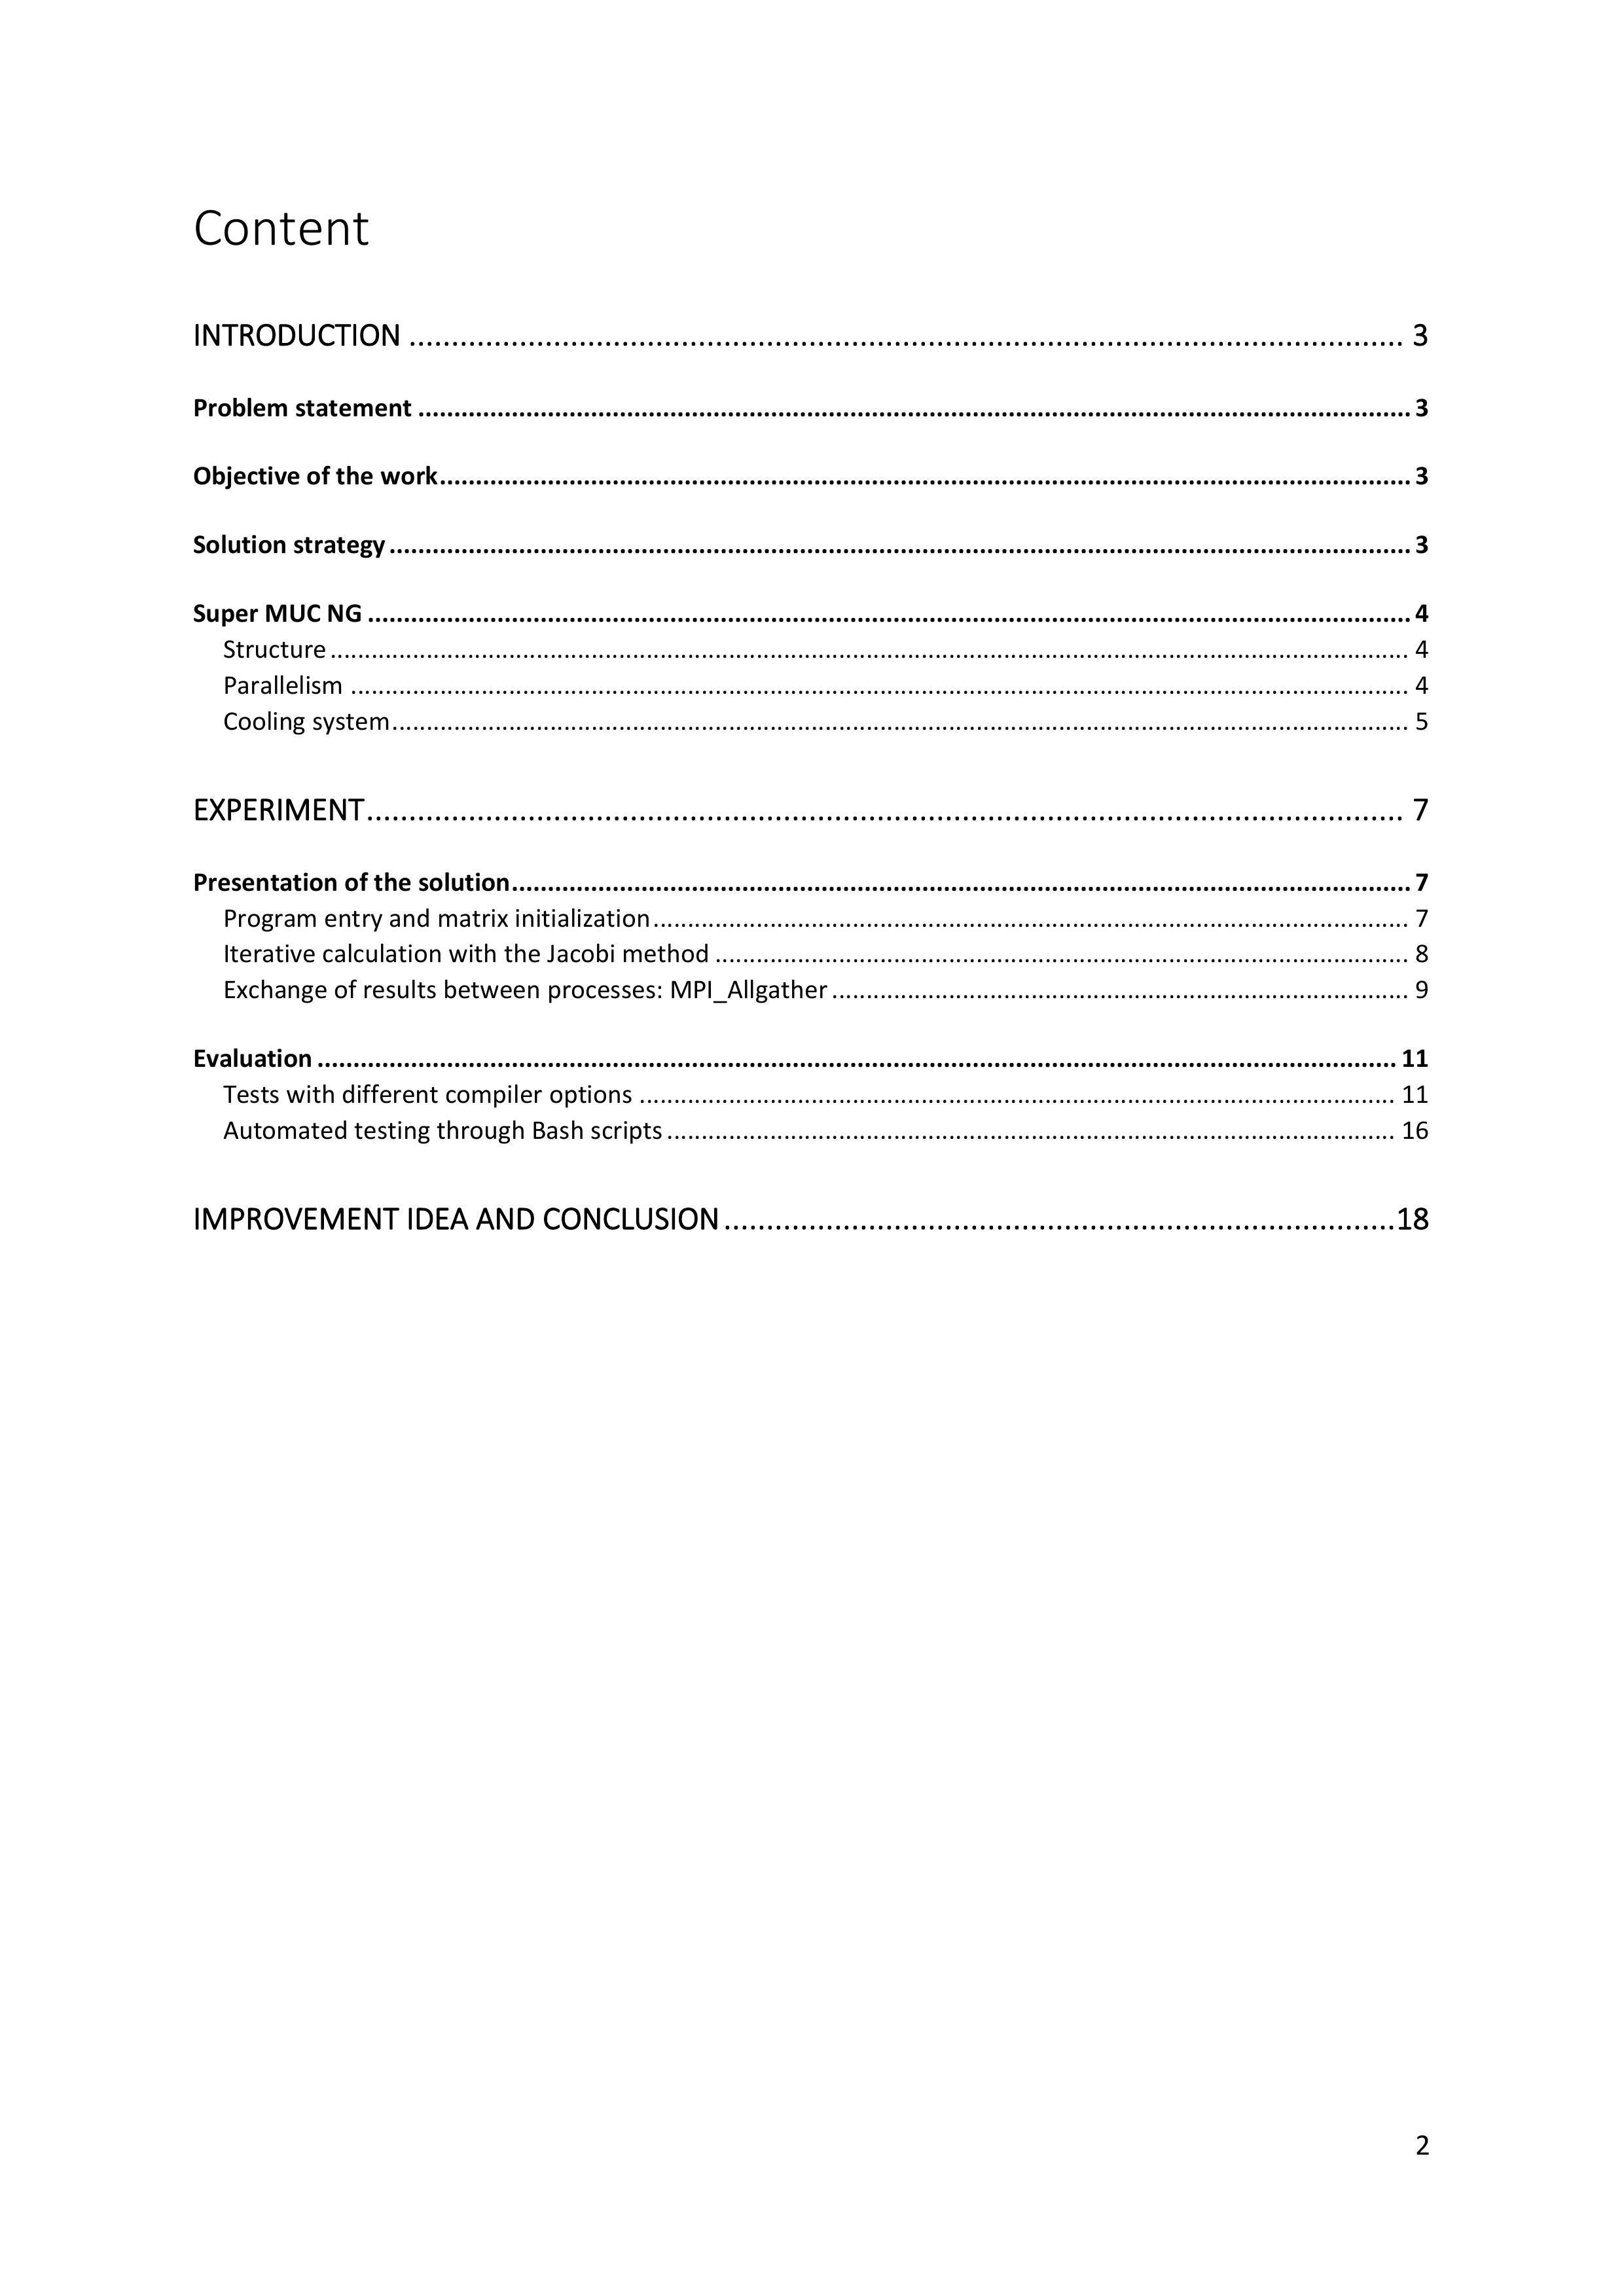 Content
INTRODUCTION ........................................................................................................................ 3
Problem statement ........................................................................................................................ 3
Objective of the work ........................................................................................................................ 3
Solution strategy ........................................................................................................................ 3
Super MUC NG ........................................................................................................................ 4
Structure ........................................................................................................................ 4
Parallelism ........................................................................................................................ 4
Cooling system ........................................................................................................................ 5
EXPERIMENT ........................................................................................................................ 7
Presentation of the solution ........................................................................................................................ 7
Program entry and matrix initialization ........................................................................................................................ 7
Iterative calculation with the Jacobi method ........................................................................................................................ 8
Exchange of results between processes: MPI_Allgather ........................................................................................................................ 9
Evaluation ........................................................................................................................ 11
Tests with different compiler options ........................................................................................................................ 11
Automated testing through Bash scripts ........................................................................................................................ 16
IMPROVEMENT IDEA AND CONCLUSION ........................................................................................................................ 18
2